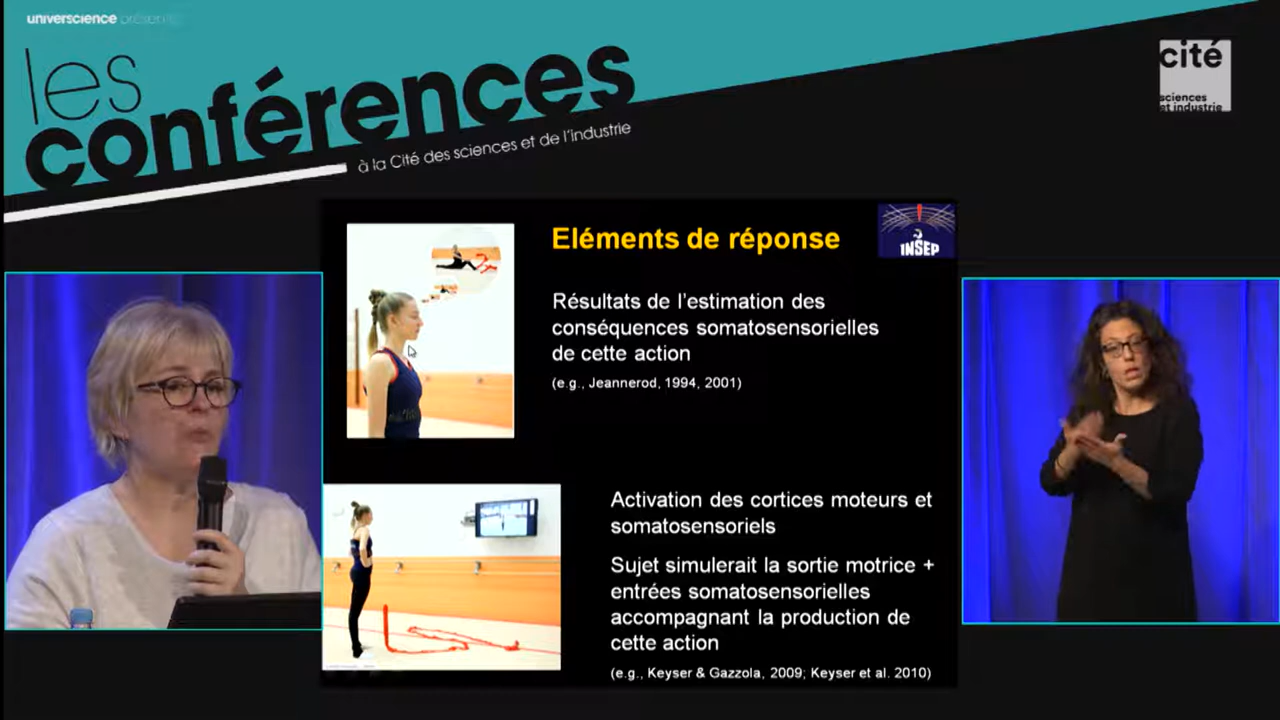 universcience présente
les
conférences
à la Cité des sciences et de l'industrie
cité
sciences
et industrie
Eléments de réponse
INSEP
Résultats de l'estimation des
conséquences somatosensorielles
de cette action
(e.g., Jeannerod, 1994, 2001)
Activation des cortices moteurs et
somatosensoriels
Sujet simulerait la sortie motrice +
entrées somatosensorielles
accompagnant la production de
cette action
(e.g., Keyser & Gazzola, 2009; Keyser et al. 2010)